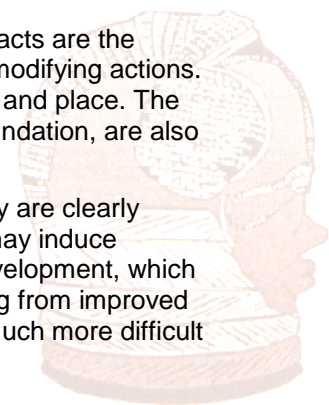 acts are the
modifying actions.
and place. The
undation, are also
y are clearly
may induce
velopment, which
g from improved
uch more difficult